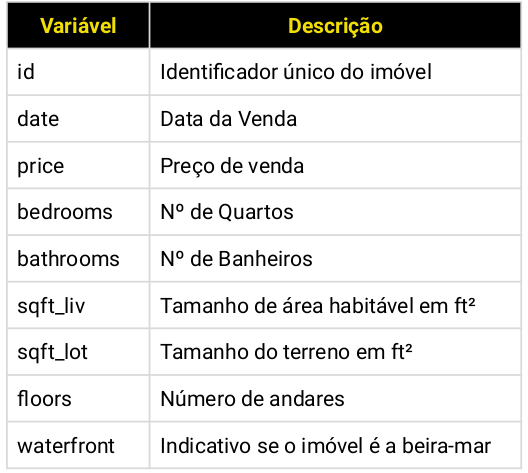 Variável Descrição
id Identificador único do imóvel
date Data da Venda
price Preço de venda
bedrooms Nº de Quartos
bathrooms Nº de Banheiros
sqft_liv Tamanho de área habitável em ft²
sqft_lot Tamanho do terreno em ft²
floors Número de andares
waterfront Indicativo se o imóvel é a beira-mar